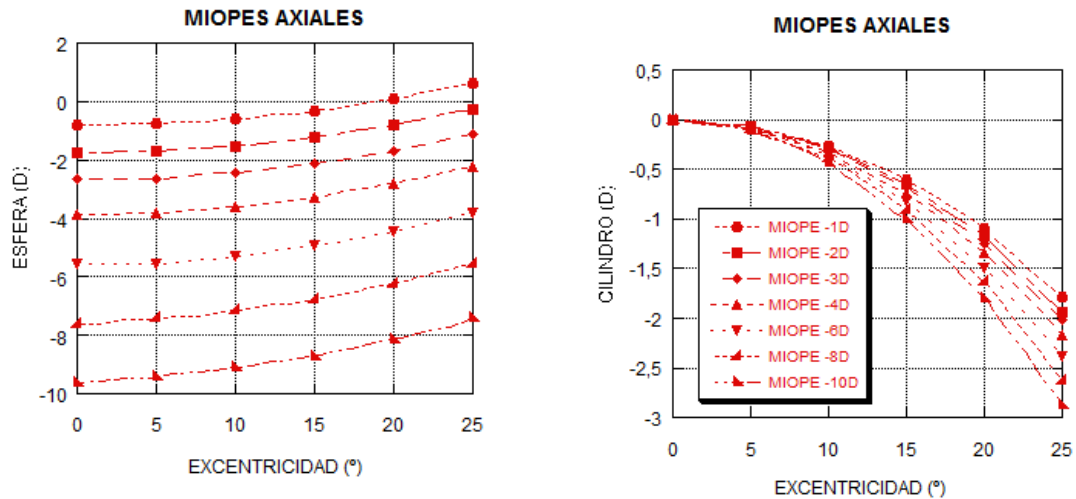 MIOPES AXIALES
ESFERA (D)
2
0
-2
-4
-6
-8
-10
0 5 10 15 20 25
EXCENTRICIDAD (º)
MIOPES AXIALES
CILINDRO (D)
0,5
0
-0,5
-1
-1,5
-2
-2,5
-3
MIOPE -1D
MIOPE -2D
MIOPE -3D
MIOPE -4D
MIOPE -6D
MIOPE -8D
MIOPE -10D
0 5 10 15 20 25
EXCENTRICIDAD (º)